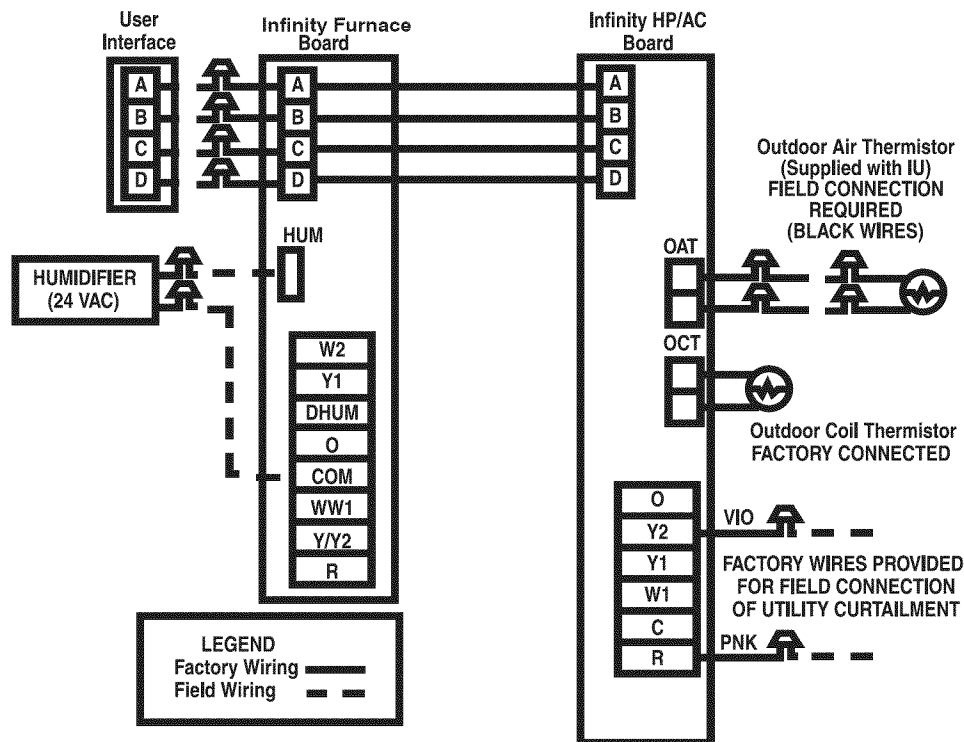 User
Interface
Infinity Furnace
Board
Infinity HP/AC
Board
A
B
C
D
A
B
C
D
A
B
C
D
HUM
HUMIDIFIER
(24 VAC)
W2
Y1
DHUM
O
COM
WW1
Y/Y2
R
Outdoor Air Thermistor
(Supplied with IU)
FIELD CONNECTION
REQUIRED
(BLACK WIRES)
OAT
OCT
Outdoor Coil Thermistor
FACTORY CONNECTED
O
Y2
Y1
W1
C
R
VIO
FACTORY WIRES PROVIDED
FOR FIELD CONNECTION
OF UTILITY CURTAILMENT
PNK
LEGEND
Factory Wiring
Field Wiring